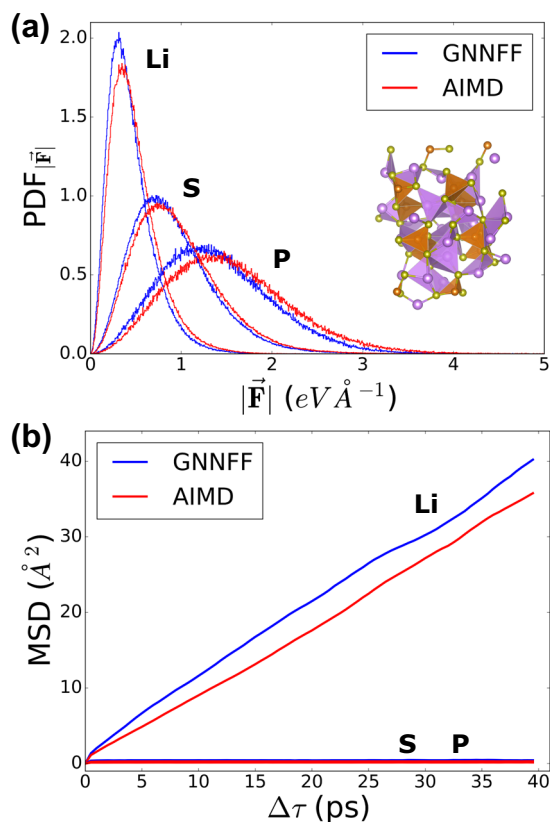 (a)
2.0
1.5
1.0
0.5
0.0
PDF|F⃗|
Li
S
P
GNNFF
AIMD
0 1 2 3 4 5
|F⃗| (eVÅ⁻¹)
(b)
40
30
20
10
0
MSD (Å²)
GNNFF
AIMD
Li
S P
0 5 10 15 20 25 30 35 40
Δτ (ps)